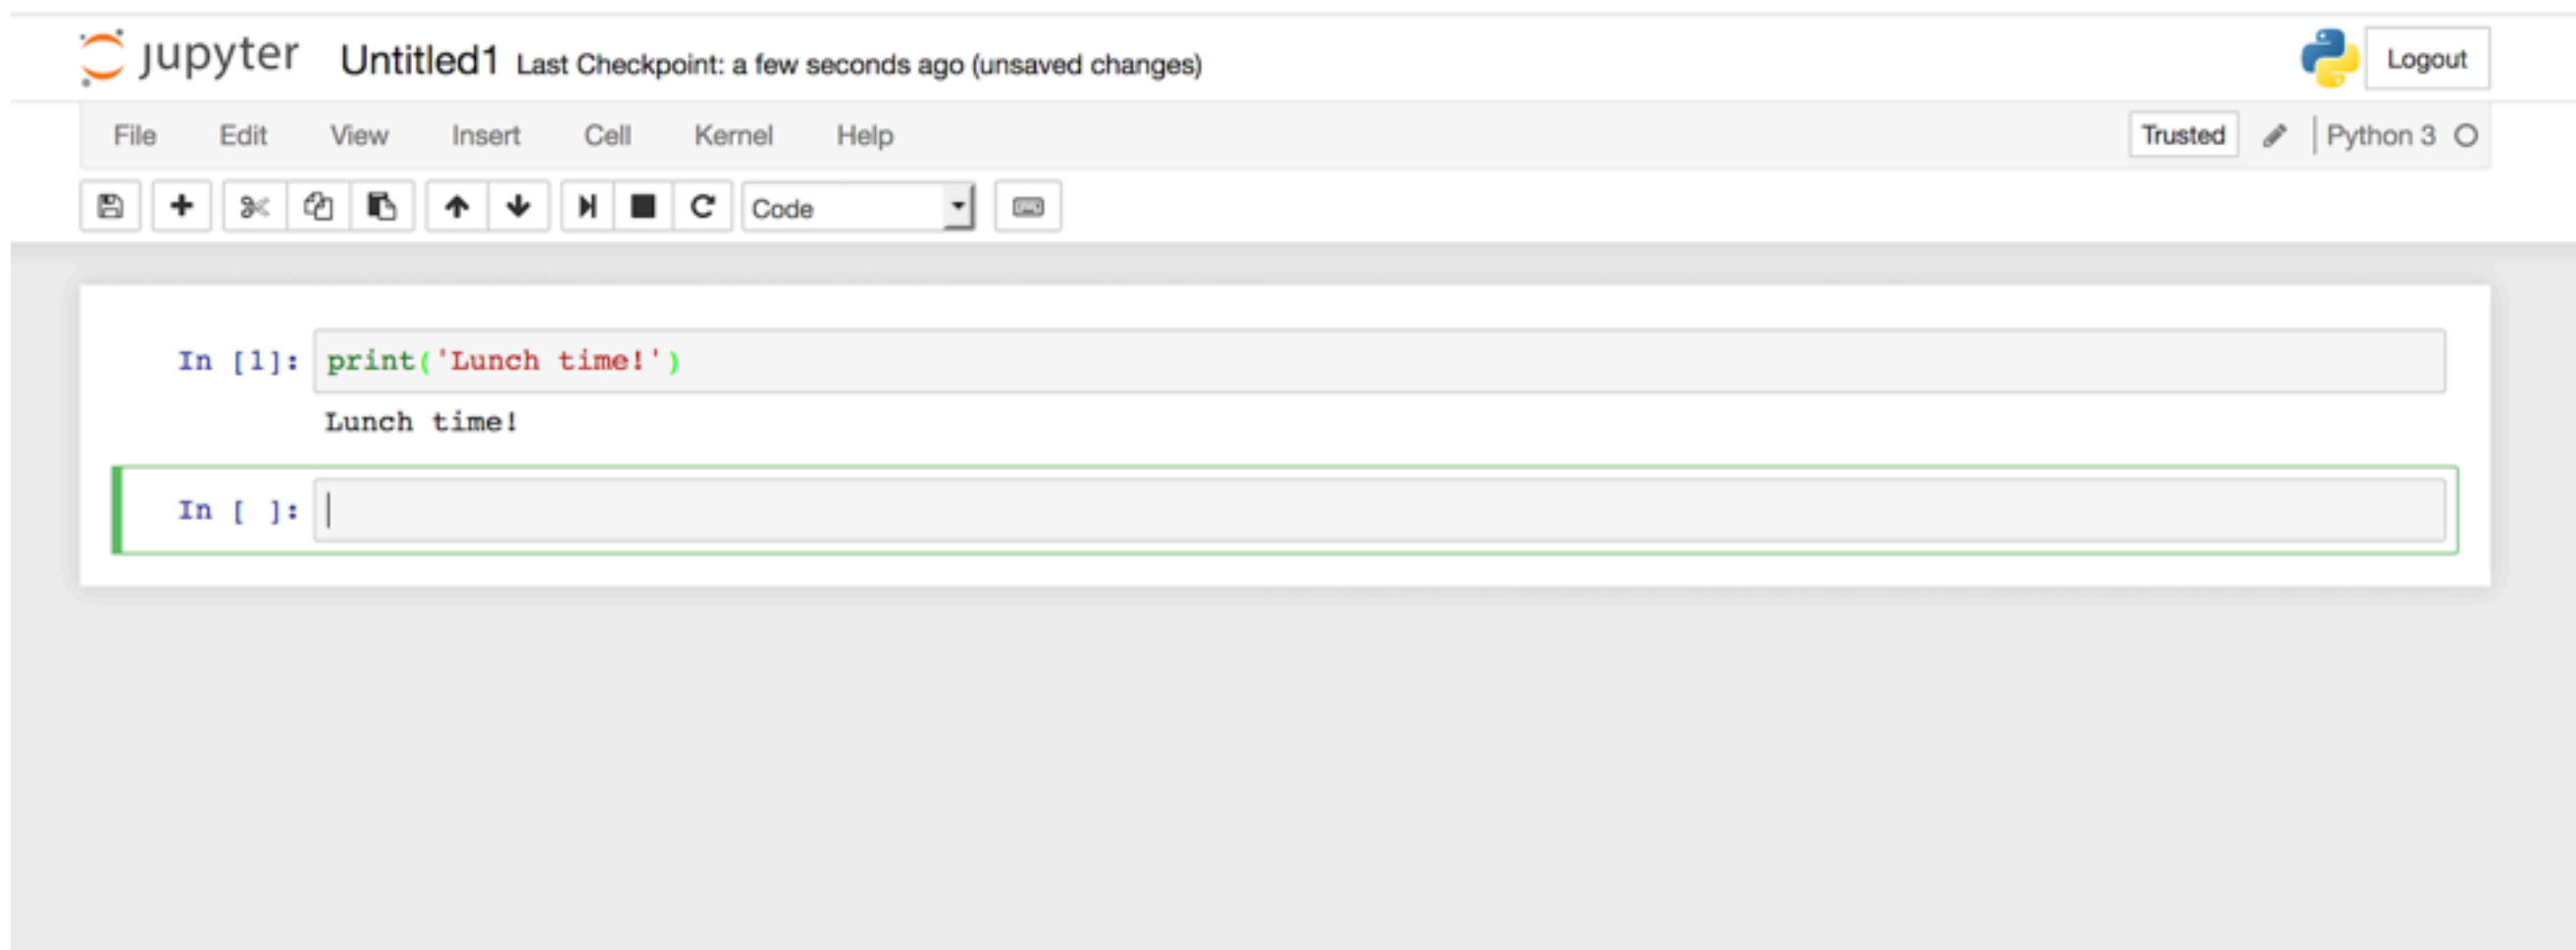 jupyter Untitled1 Last Checkpoint: a few seconds ago (unsaved changes) Logout
File Edit View Insert Cell Kernel Help Trusted Python 3
Code
In [1]: print('Lunch time!')
Lunch time!
In [ ]: